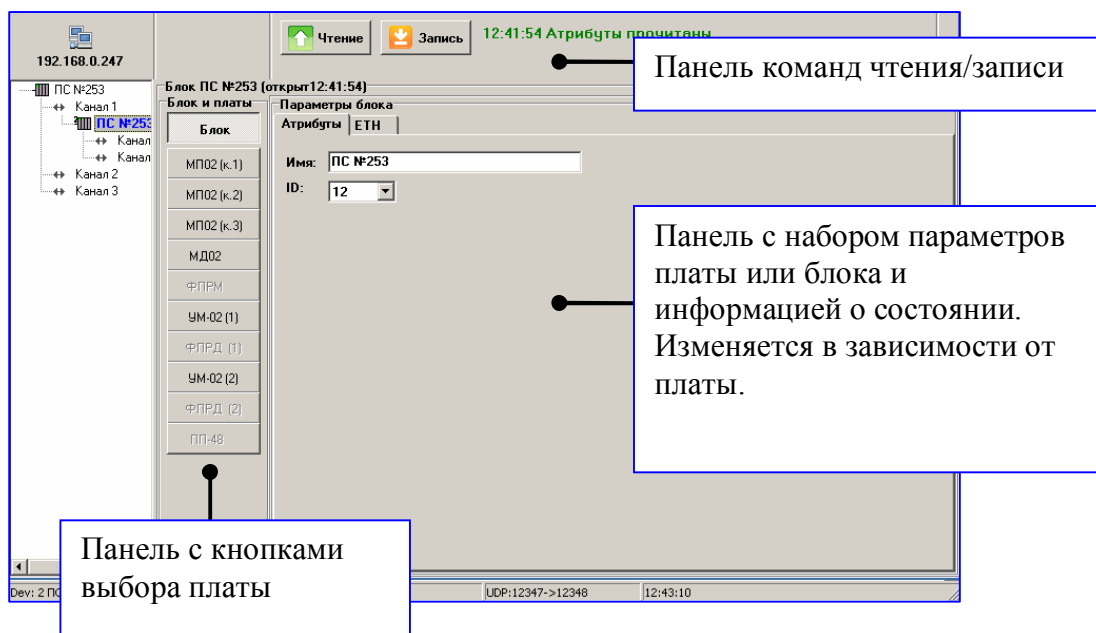 192.168.0.247
Чтение
Запись
12:41:54 Атрибуты прочитаны
Панель команд чтения/записи
ПС №253
Канал 1
ПС №253
Канал
Канал
Канал 2
Канал 3
Блок ПС №253 (открыт12:41:54)
Блок и платы
Блок
МП02 (к.1)
МП02 (к.2)
МП02 (к.3)
МД02
ФПРМ
УМ-02 (1)
ФПРД (1)
УМ-02 (2)
ФПРД (2)
ПП-48
Параметры блока
Атрибуты
ETH
Имя: ПС №253
ID: 12
Панель с набором параметров
платы или блока и
информацией о состоянии.
Изменяется в зависимости от
платы.
Панель с кнопками
выбора платы
Dev: 2
UDP:12347->12348
12:43:10